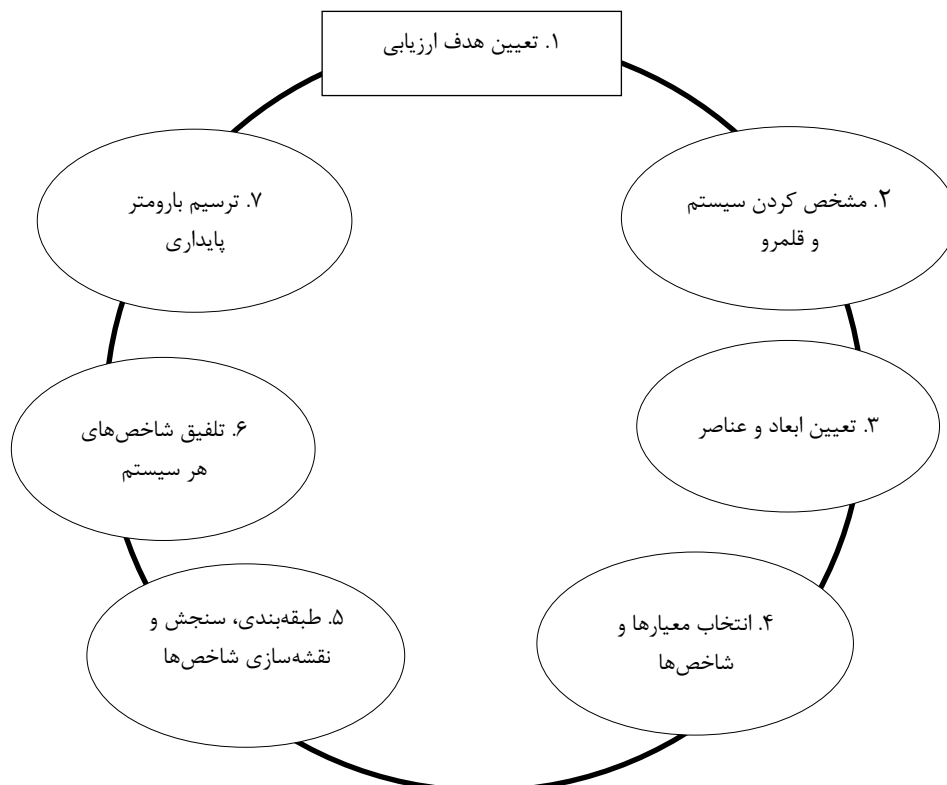 ۱. تعیین هدف ارزیابی
۲. مشخص کردن سیستم
و قلمرو
۳. تعیین ابعاد و عناصر
۴. انتخاب معیارها و
شاخص‌ها
۵. طبقه‌بندی، سنجش و
نقشه‌سازی شاخص‌ها
۶. تلفیق شاخص‌های
هر سیستم
۷. ترسیم بارومتر
پایداری